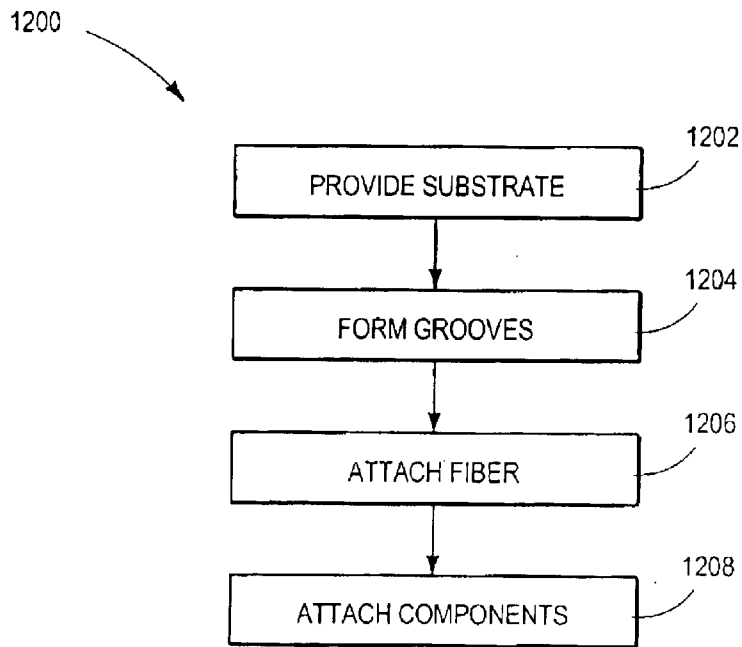 1200
1202
PROVIDE SUBSTRATE
1204
FORM GROOVES
1206
ATTACH FIBER
1208
ATTACH COMPONENTS